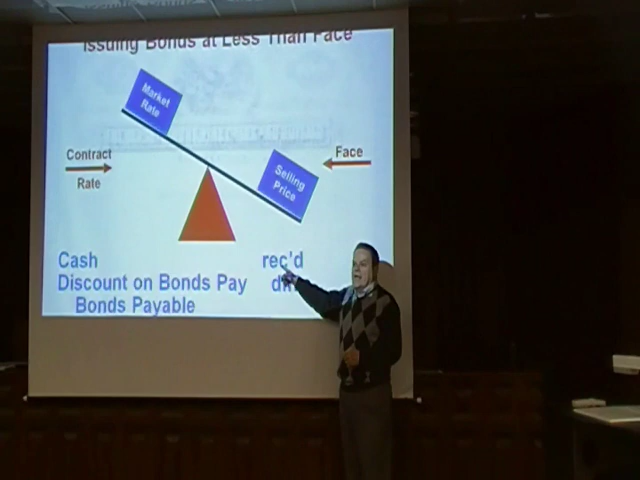 Issuing Bonds at Less Than Face
Market
Rate
Contract
Rate
Face
Selling
Price
Cash rec'd
Discount on Bonds Pay
Bonds Payable